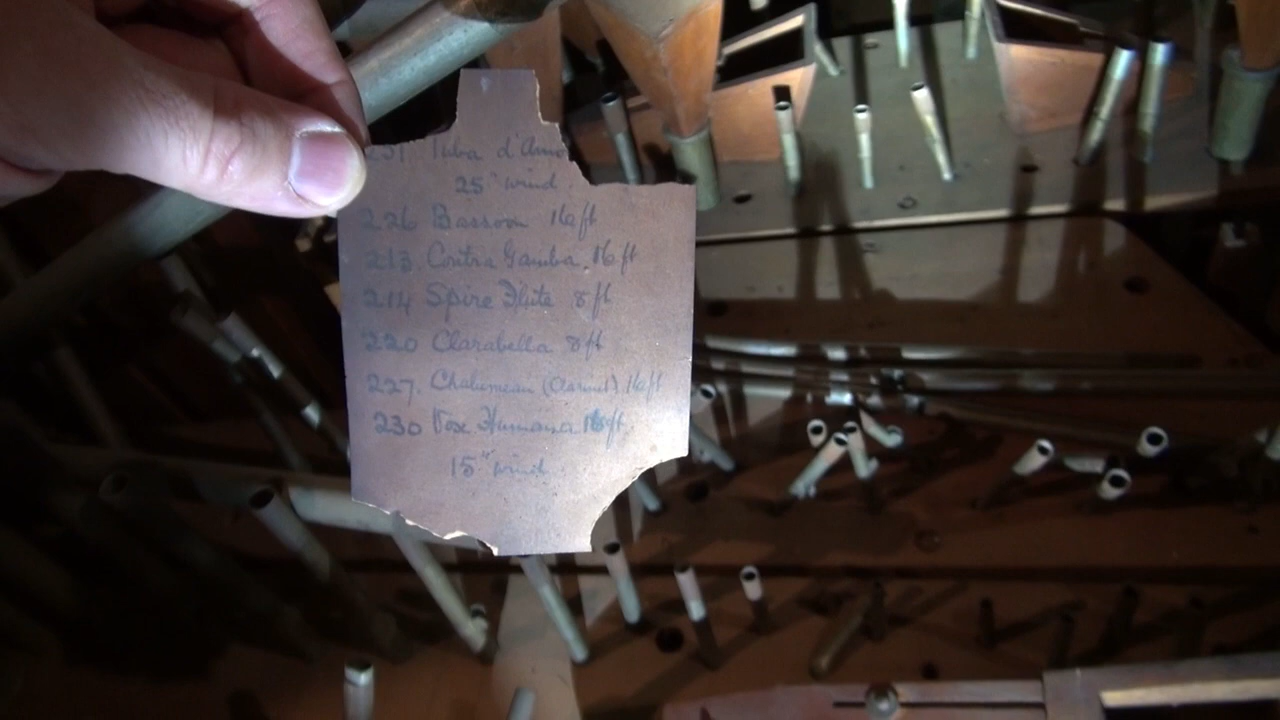 231. Tuba d'Amo
25" wind
226 Bassoon 16ft
213. Contra Gamba. 16ft
214 Spire Flute 8ft
220 Clarabella 8ft
227. Chalumeau (Clarinet) 16ft
230 Vox Humana 16ft.
15" wind.